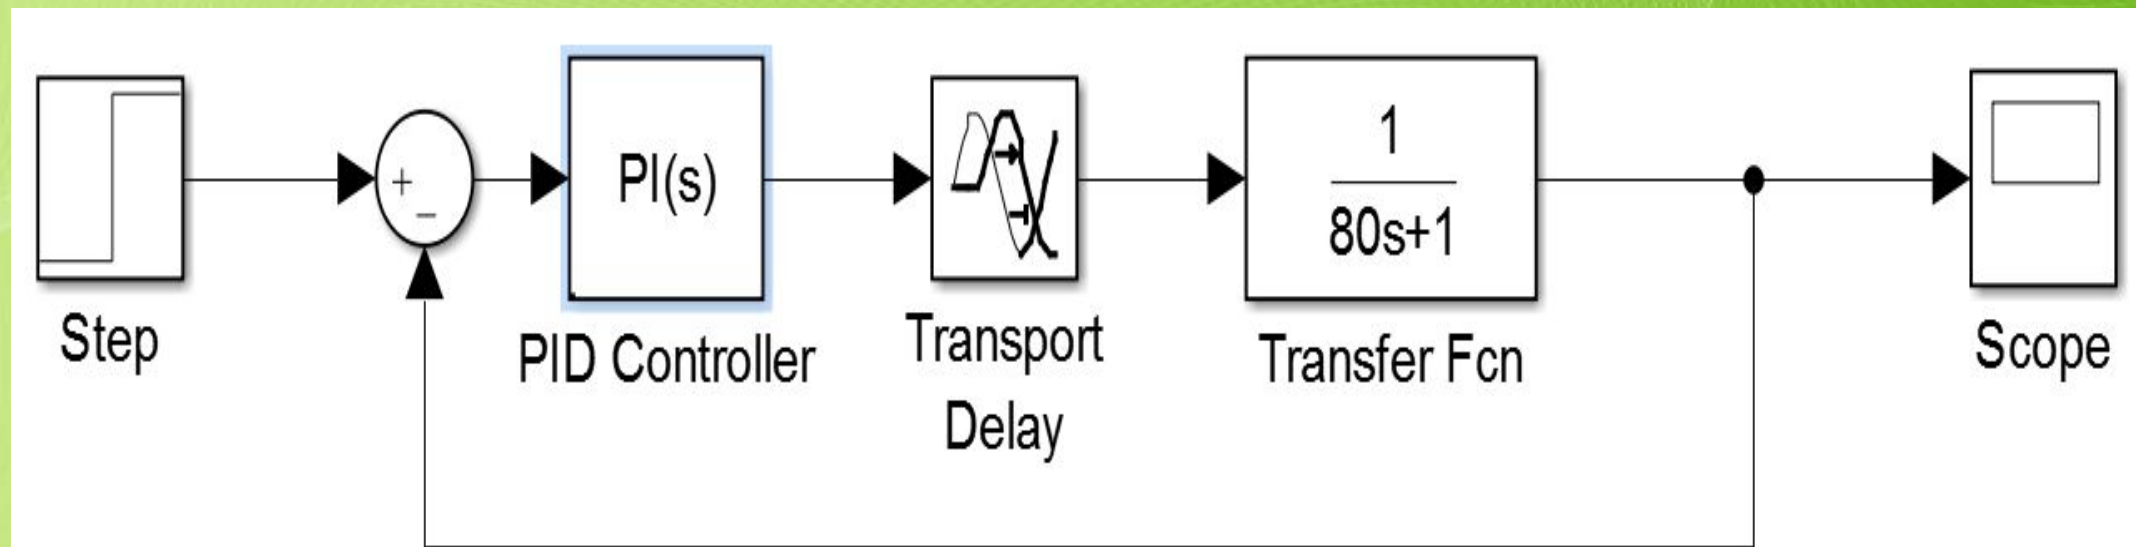 Step
+
−
PI(s)
PID Controller
Transport
Delay
1
80s+1
Transfer Fcn
Scope